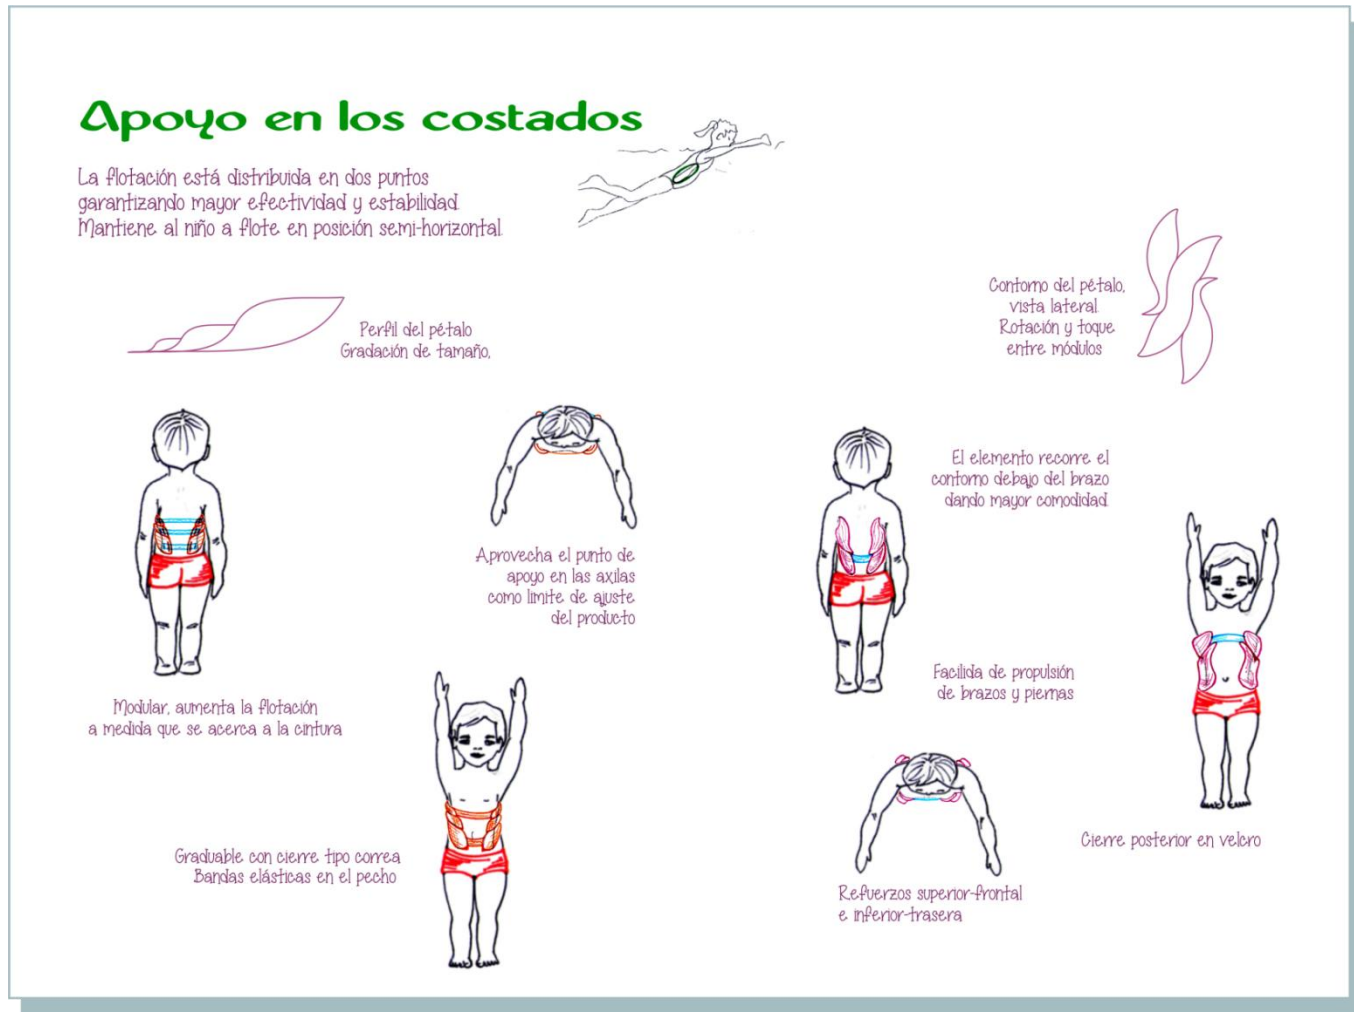 Apoyo en los costados
La flotación está distribuida en dos puntos
garantizando mayor efectividad y estabilidad.
Mantiene al niño a flote en posición semi-horizontal.
Perfil del pétalo
Gradación de tamaño,
Contorno del pétalo,
vista lateral.
Rotación y toque
entre módulos
Aprovecha el punto de
apoyo en las axilas
como limite de ajuste
del producto
El elemento recorre el
contorno debajo del brazo
dando mayor comodidad.
Modular, aumenta la flotación
a medida que se acerca a la cintura
Facilida de propulsión
de brazos y piernas
Graduable con cierre tipo correa
Bandas elásticas en el pecho
Cierre posterior en velcro
Refuerzos superior-frontal
e inferior-trasera